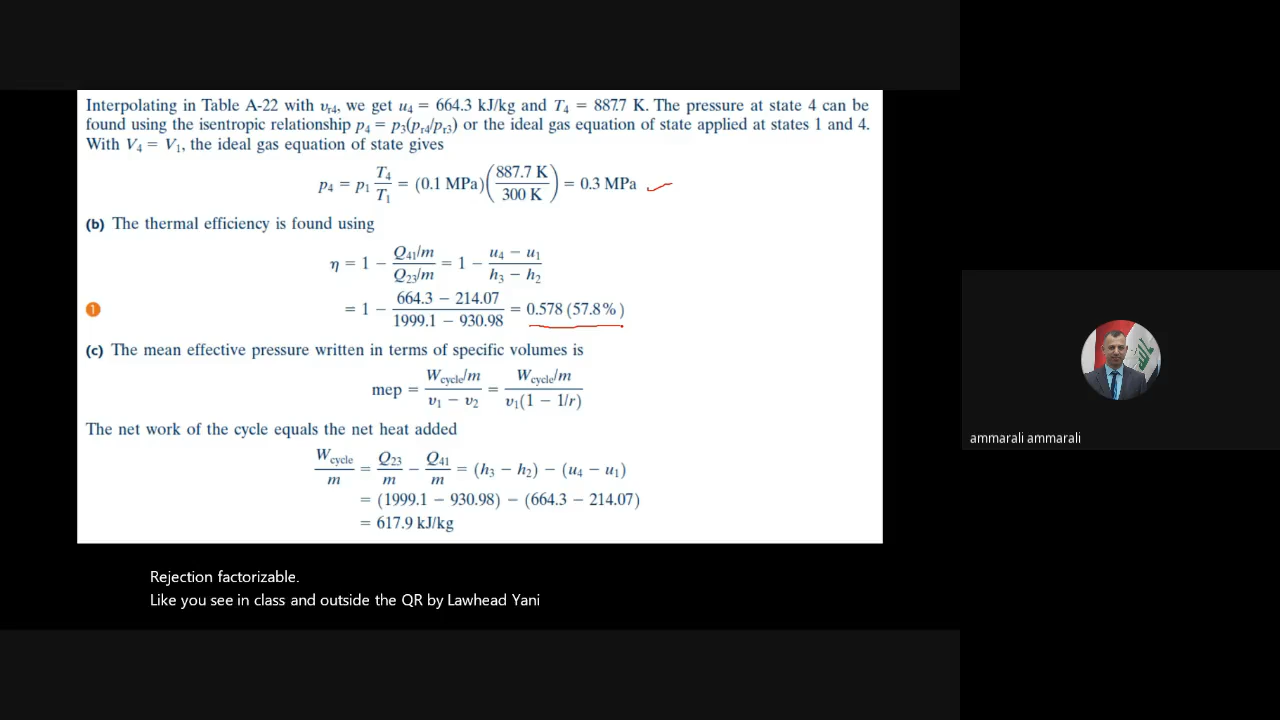 Interpolating in Table A-22 with vr4, we get u4 = 664.3 kJ/kg and T4 = 887.7 K. The pressure at state 4 can be
found using the isentropic relationship p4 = p3(pr4/pr3) or the ideal gas equation of state applied at states 1 and 4.
With V4 = V1, the ideal gas equation of state gives
p4 = p1 T4/T1 = (0.1 MPa)(887.7 K/300 K) = 0.3 MPa
(b) The thermal efficiency is found using
η = 1 − (Q41/m)/(Q23/m) = 1 − (u4 − u1)/(h3 − h2)
1 = 1 − (664.3 − 214.07)/(1999.1 − 930.98) = 0.578 (57.8%)
(c) The mean effective pressure written in terms of specific volumes is
mep = (Wcycle/m)/(v1 − v2) = (Wcycle/m)/(v1(1 − 1/r))
The net work of the cycle equals the net heat added
Wcycle/m = Q23/m − Q41/m = (h3 − h2) − (u4 − u1)
= (1999.1 − 930.98) − (664.3 − 214.07)
= 617.9 kJ/kg
ammarali ammarali
Rejection factorizable.
Like you see in class and outside the QR by Lawhead Yani